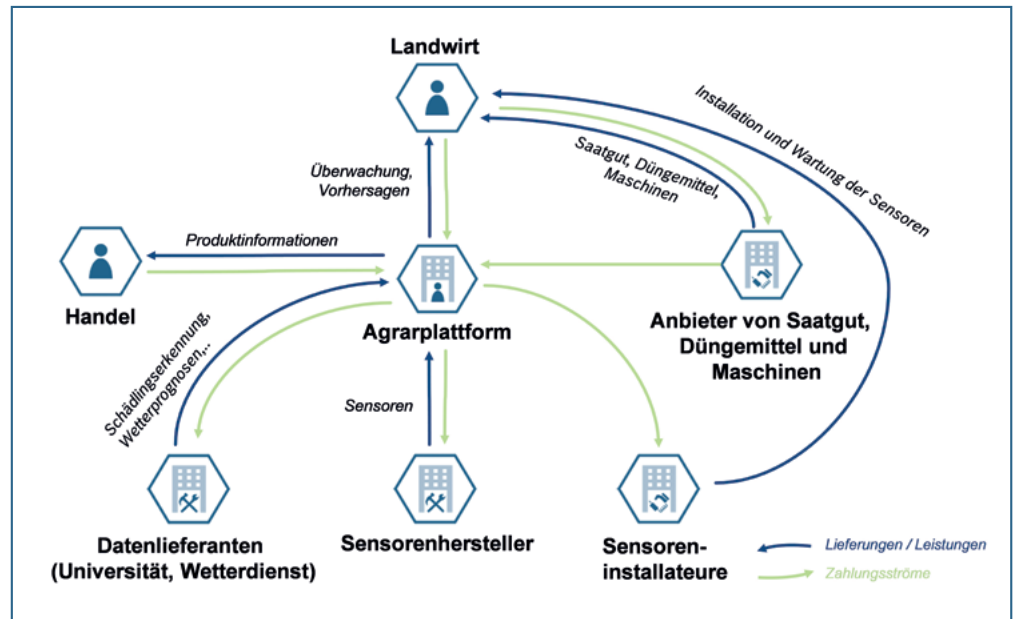 Landwirt
Installation und Wartung der Sensoren
Saatgut, Düngemittel,
Maschinen
Überwachung,
Vorhersagen
Produktinformationen
Handel
Agrarplattform
Anbieter von Saatgut,
Düngemittel und
Maschinen
Schädlingserkennung,
Wetterprognosen,..
Sensoren
Datenlieferanten
(Universität, Wetterdienst)
Sensorenhersteller
Sensoren-
installateure
Lieferungen / Leistungen
Zahlungsströme